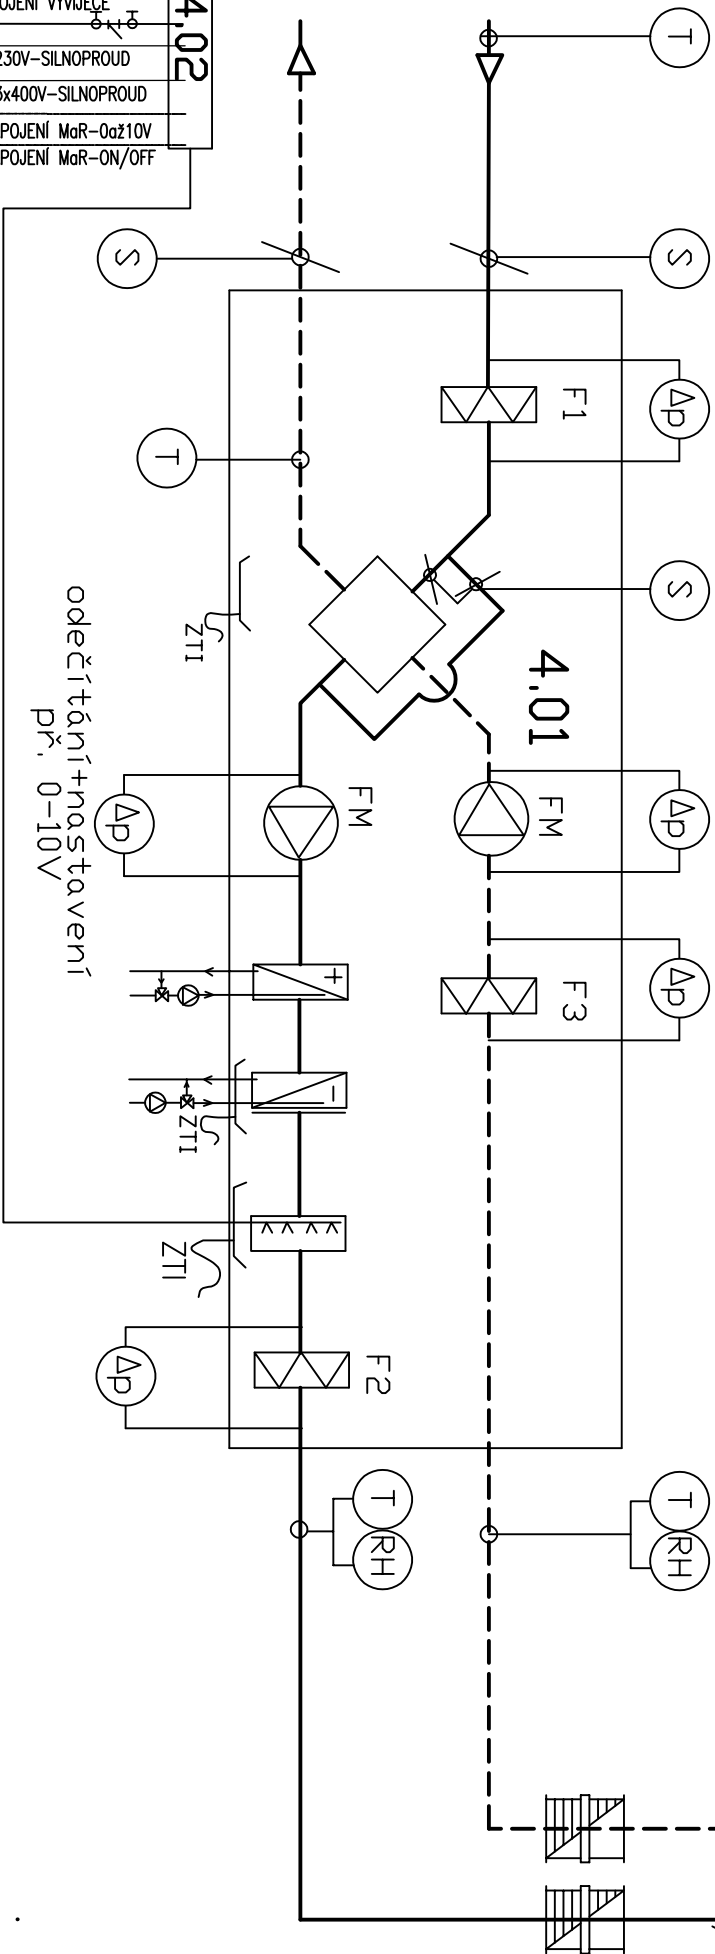 POJENÍ VÝVIJEČE
230V-SILNOPROUD
3x400V-SILNOPROUD
POJENÍ MaR-0až10V
POJENÍ MaR-ON/OFF
4.02
T
S
S
F1
Δp
T
S
ZTI
4.01
odečítání+nastavení
př. 0-10V
Δp
FM
FM
Δp
+
F3
Δp
-
ZTI
ZTI
Δp
F2
T
RH
T
RH